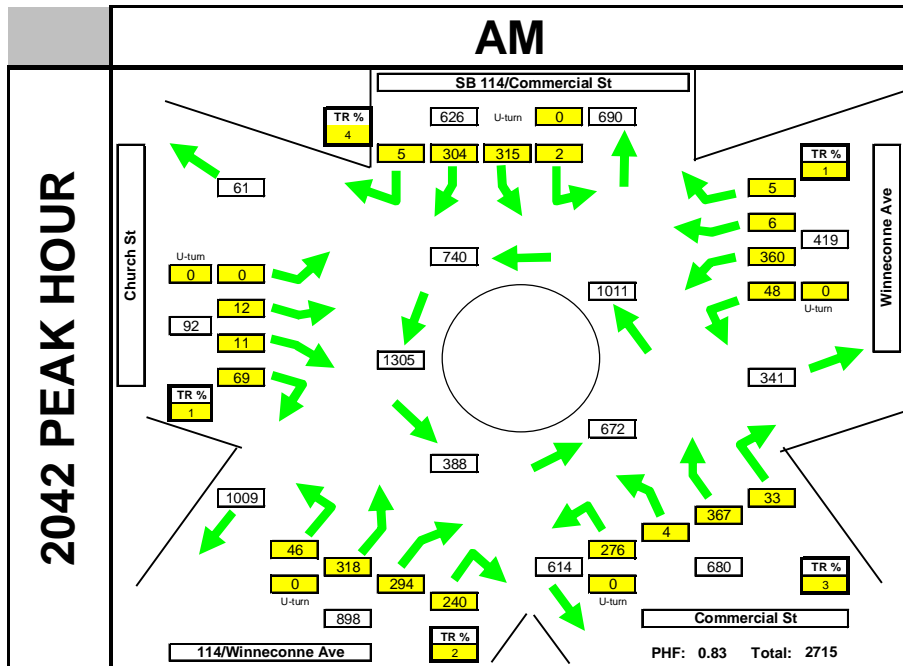 AM
2042 PEAK HOUR
SB 114/Commercial St
TR %
4
626 U-turn 0 690
5 304 315 2
TR %
1
61
5
6
419
360
48 0
U-turn
Winneconne Ave
Church St
U-turn
0 0
12
92
11
69
TR %
1
740
1011
1305
341
672
388
1009
46
318
0
U-turn
294
240
898
114/Winneconne Ave
TR %
2
33
367
4
276
614
0
U-turn
680
TR %
3
Commercial St
PHF: 0.83 Total: 2715